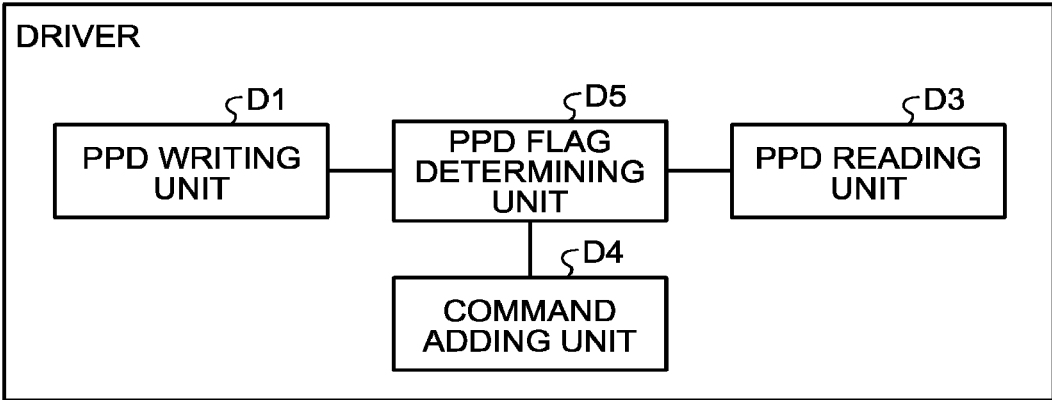 DRIVER
D1
PPD WRITING
UNIT
D5
PPD FLAG
DETERMINING
UNIT
D3
PPD READING
UNIT
D4
COMMAND
ADDING UNIT